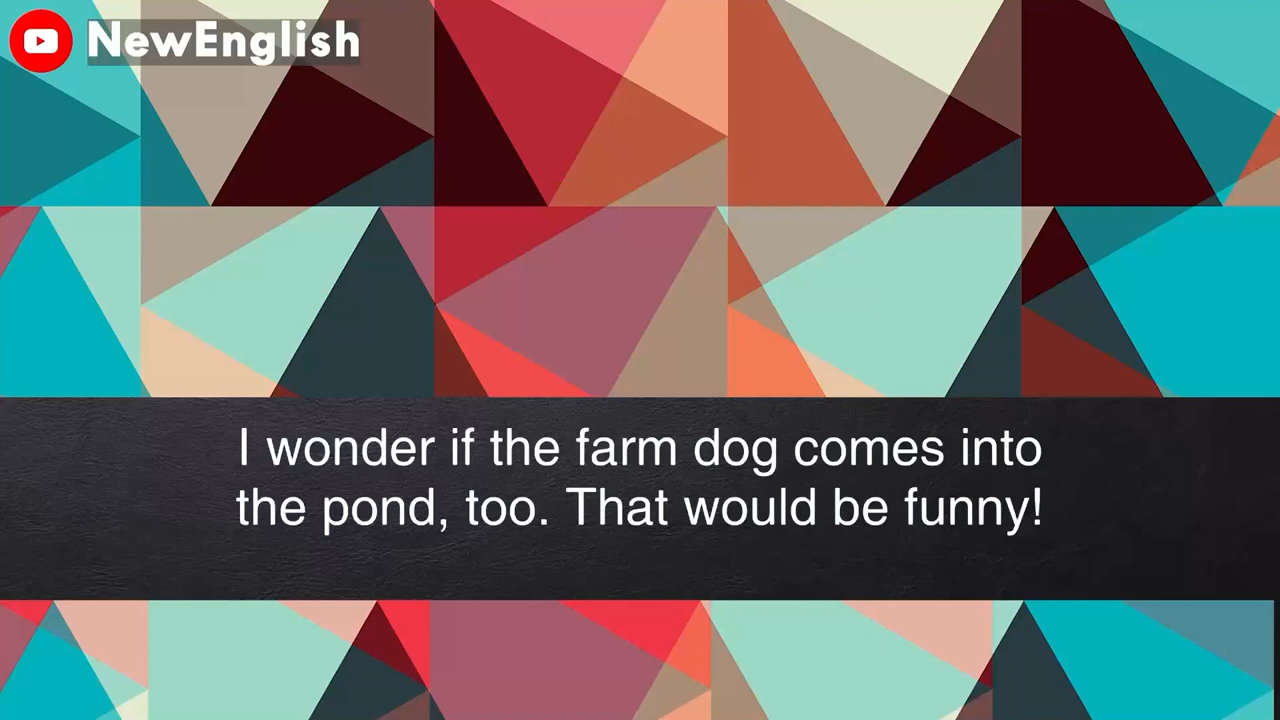 NewEnglish
I wonder if the farm dog comes into
the pond, too. That would be funny!